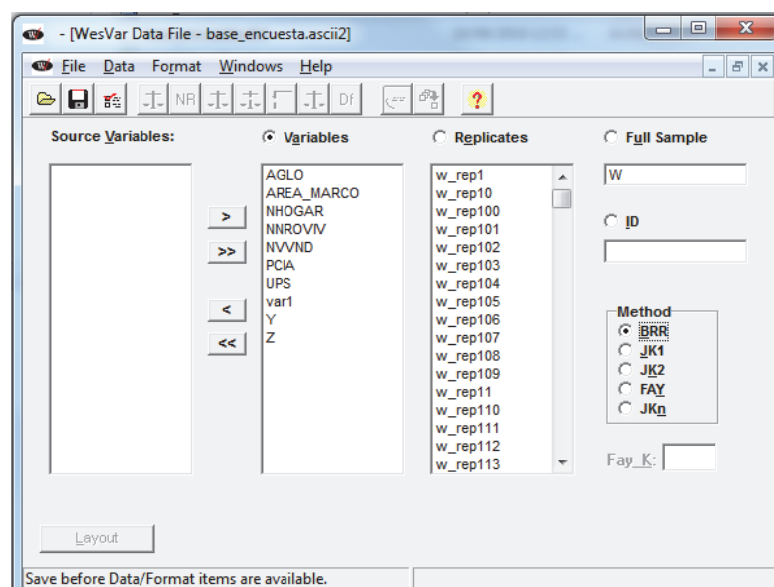 - [WesVar Data File - base_encuesta.ascii2]
File Data Format Windows Help
NR Df ?
Source Variables:
Variables
Replicates
Full Sample
AGLO
AREA_MARCO
NHOGAR
NNROVIV
NVVND
PCIA
UPS
var1
Y
Z
>
>>
<
<<
w_rep1
w_rep10
w_rep100
w_rep101
w_rep102
w_rep103
w_rep104
w_rep105
w_rep106
w_rep107
w_rep108
w_rep109
w_rep11
w_rep110
w_rep111
w_rep112
w_rep113
W
ID
Method
BRR
JK1
JK2
FAY
JKn
Fay_K:
Layout
Save before Data/Format items are available.